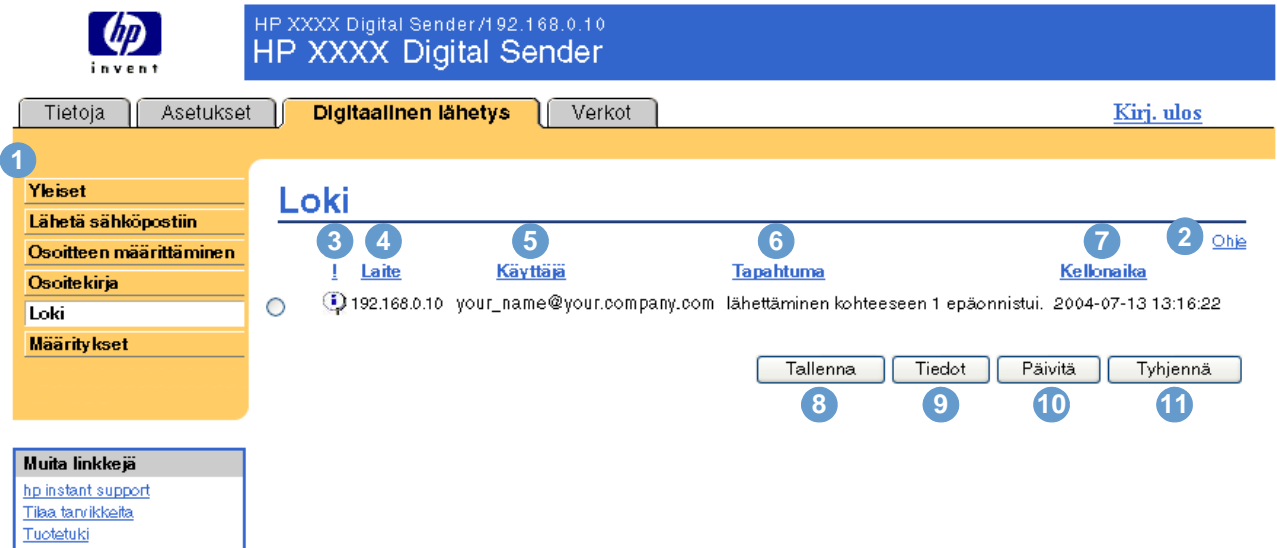 hp
invent
HP XXXX Digital Sender/192.168.0.10
HP XXXX Digital Sender
Tietoja Asetukset Digitaalinen lähetys Verkot Kirj. ulos
1
Yleiset
Lähetä sähköpostiin
Osoitteen määrittäminen
Osoitekirja
Loki
Määritykset
Loki
2 Ohje
3 4 5 6 7
! Laite Käyttäjä Tapahtuma Kellonaika
192.168.0.10 your_name@your.company.com lähettäminen kohteeseen 1 epäonnistui. 2004-07-13 13:16:22
Tallenna Tiedot Päivitä Tyhjennä
8 9 10 11
Muita linkkejä
hp instant support
Tilaa tarvikkeita
Tuotetuki